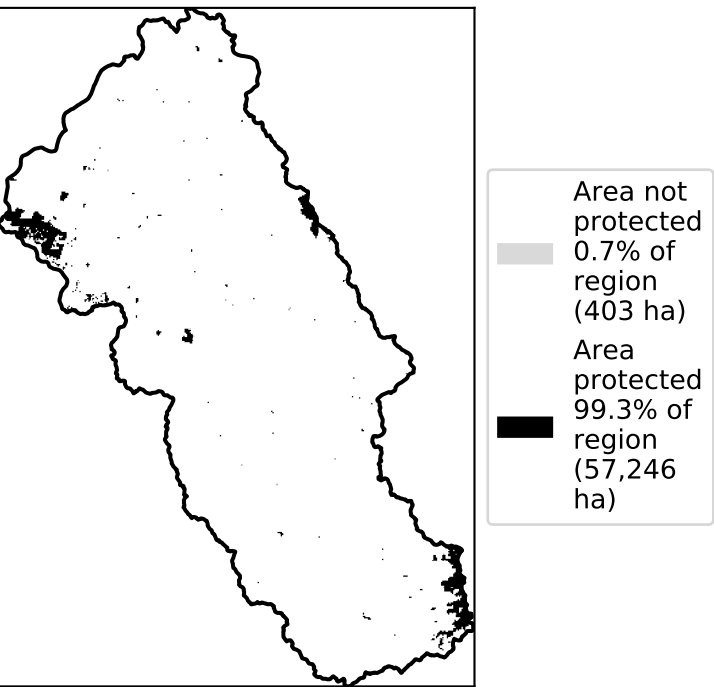 Area not
protected
0.7% of
region
(403 ha)
Area
protected
99.3% of
region
(57,246
ha)